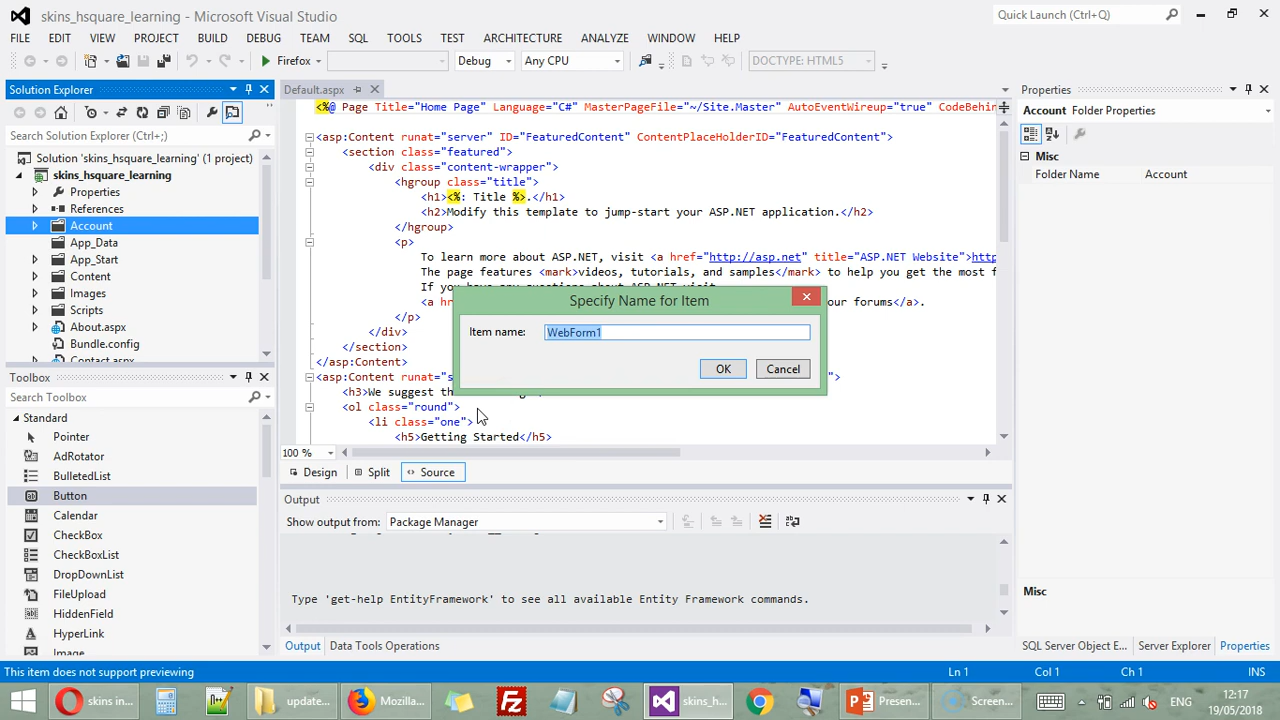 skins_hsquare_learning - Microsoft Visual Studio
Quick Launch (Ctrl+Q)
FILE EDIT VIEW PROJECT BUILD DEBUG TEAM SQL TOOLS TEST ARCHITECTURE ANALYZE WINDOW HELP
Firefox Debug Any CPU DOCTYPE: HTML5
Solution Explorer
Search Solution Explorer (Ctrl+;)
Solution 'skins_hsquare_learning' (1 project)
skins_hsquare_learning
Properties
References
Account
App_Data
App_Start
Content
Images
Scripts
About.aspx
Bundle.config
Contact.aspx
Toolbox
Search Toolbox
Standard
Pointer
AdRotator
BulletedList
Button
Calendar
CheckBox
CheckBoxList
DropDownList
FileUpload
HiddenField
HyperLink
Image
Default.aspx
<%@ Page Title="Home Page" Language="C#" MasterPageFile="~/Site.Master" AutoEventWireup="true" CodeBehin
<asp:Content runat="server" ID="FeaturedContent" ContentPlaceHolderID="FeaturedContent">
<section class="featured">
<div class="content-wrapper">
<hgroup class="title">
<h1><%: Title %>.</h1>
<h2>Modify this template to jump-start your ASP.NET application.</h2>
</hgroup>
<p>
To learn more about ASP.NET, visit <a href="http://asp.net" title="ASP.NET Website">http
The page features <mark>videos, tutorials, and samples</mark> to help you get the most f
If you have any questions about ASP.NET visit
<a our forums</a>.
</p>
</div>
</section>
</asp:Content>
<asp:Content runat="s >
<h3>We suggest th
<ol class="round">
<li class="one">
<h5>Getting Started</h5>
Specify Name for Item
Item name: WebForm1
OK Cancel
100 %
Design Split Source
Output
Show output from: Package Manager
Type 'get-help EntityFramework' to see all available Entity Framework commands.
Output Data Tools Operations
Properties
Account Folder Properties
Misc
Folder Name Account
Misc
SQL Server Object E... Server Explorer Properties
This item does not support previewing
Ln 1 Col 1 Ch 1 INS
skins in... update... Mozilla... skins_h... Present... Screen...
ENG
12:17
19/05/2018